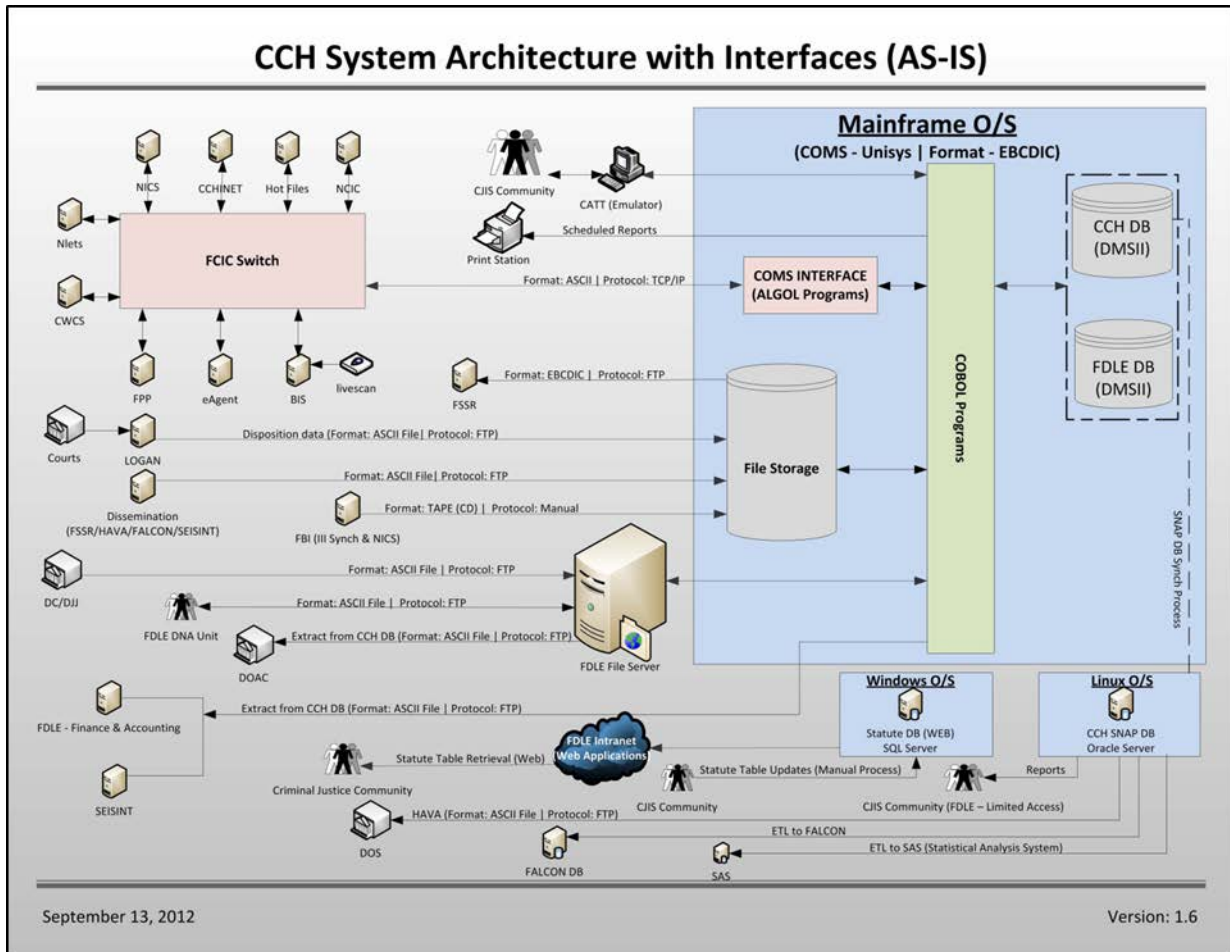 CCH System Architecture with Interfaces (AS-IS)
NICS
CCHINET
Hot Files
NCIC
Nlets
CWCS
FCIC Switch
FPP
eAgent
BIS
livescan
CJIS Community
CATT (Emulator)
Scheduled Reports
Print Station
Format: ASCII | Protocol: TCP/IP
Mainframe O/S
(COMS - Unisys | Format - EBCDIC)
COMS INTERFACE
(ALGOL Programs)
COBOL Programs
CCH DB
(DMSII)
FDLE DB
(DMSII)
SNAP DB Synch Process
File Storage
Format: EBCDIC | Protocol: FTP
FSSR
Courts
LOGAN
Disposition data (Format: ASCII File| Protocol: FTP)
Format: ASCII File| Protocol: FTP
Dissemination
(FSSR/HAVA/FALCON/SEISINT)
Format: TAPE (CD) | Protocol: Manual
FBI (III Synch & NICS)
DC/DJJ
Format: ASCII File | Protocol: FTP
FDLE DNA Unit
Format: ASCII File | Protocol: FTP
DOAC
Extract from CCH DB (Format: ASCII File | Protocol: FTP)
FDLE File Server
FDLE - Finance & Accounting
Extract from CCH DB (Format: ASCII File | Protocol: FTP)
SEISINT
Windows O/S
Statute DB (WEB)
SQL Server
Linux O/S
CCH SNAP DB
Oracle Server
FDLE Intranet
(Web Applications)
Statute Table Retrieval (Web)
Criminal Justice Community
Statute Table Updates (Manual Process)
CJIS Community
Reports
CJIS Community (FDLE – Limited Access)
HAVA (Format: ASCII File | Protocol: FTP)
DOS
ETL to FALCON
FALCON DB
ETL to SAS (Statistical Analysis System)
SAS
September 13, 2012
Version: 1.6